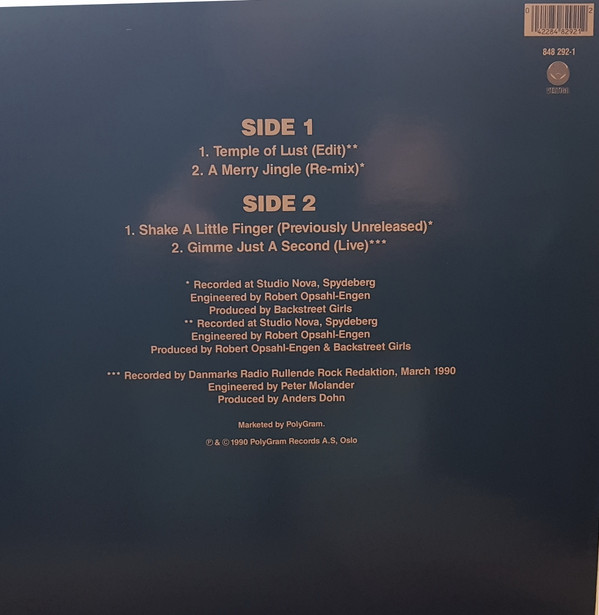 848 292-1
SIDE 1
1. Temple of Lust (Edit)**
2. A Merry Jingle (Re-mix)*
SIDE 2
1. Shake A Little Finger (Previously Unreleased)*
2. Gimme Just A Second (Live)***
* Recorded at Studio Nova, Spydeberg
Engineered by Robert Opsahl-Engen
Produced by Backstreet Girls
** Recorded at Studio Nova, Spydeberg
Engineered by Robert Opsahl-Engen
Produced by Robert Opsahl-Engen & Backstreet Girls
*** Recorded by Danmarks Radio Rullende Rock Redaktion, March 1990
Engineered by Peter Molander
Produced by Anders Dohn
Marketed by PolyGram.
℗ & © 1990 PolyGram Records A.S, Oslo